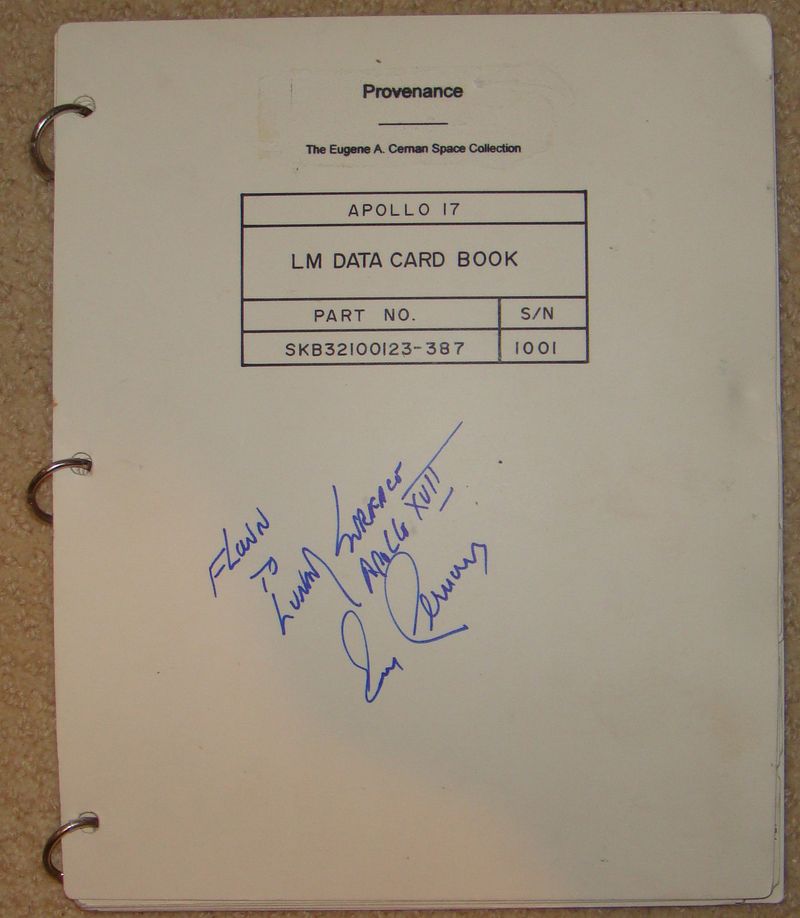 Provenance
The Eugene A. Cernan Space Collection
APOLLO 17
LM DATA CARD BOOK
PART NO.
S/N
SKB32100123-387
1001
FLOWN
TO
LUNAR SURFACE
APOLLO XVII
Gene Cernan